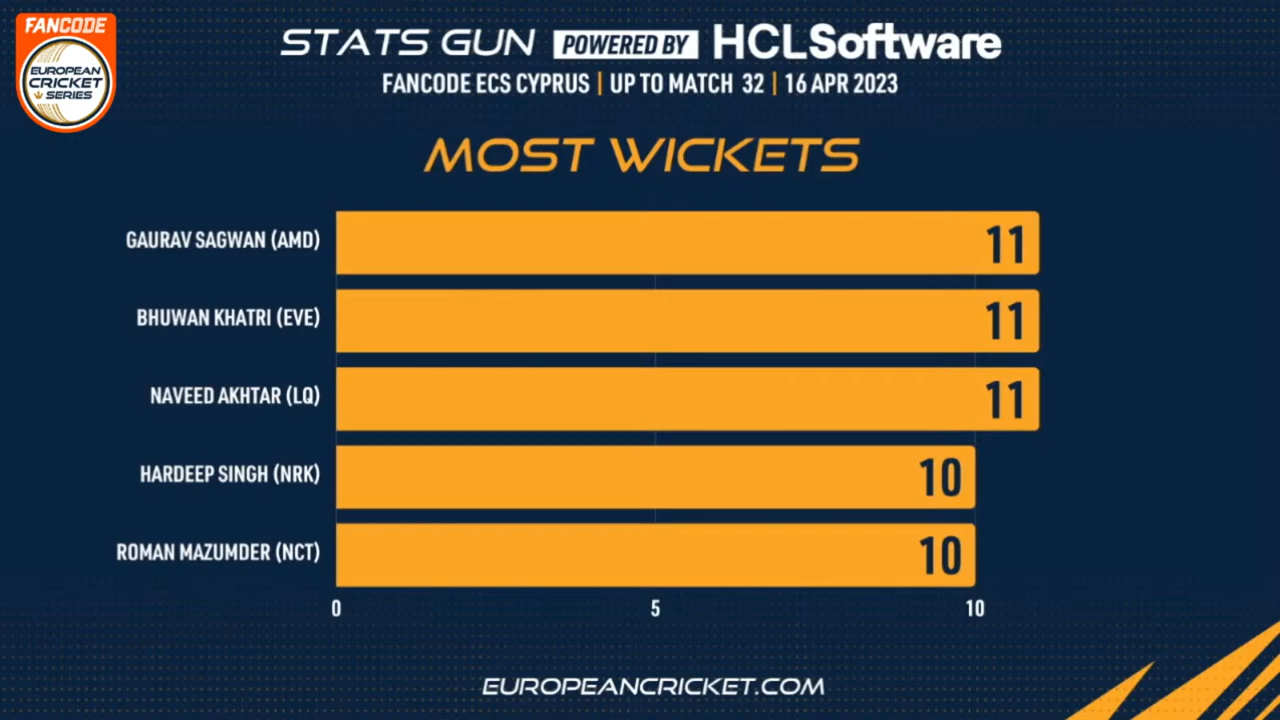 FANCODE
EUROPEAN
CRICKET
SERIES
STATS GUN POWERED BY HCLSoftware
FANCODE ECS CYPRUS | UP TO MATCH 32 | 16 APR 2023
MOST WICKETS
GAURAV SAGWAN (AMD) 11
BHUWAN KHATRI (EVE) 11
NAVEED AKHTAR (LQ) 11
HARDEEP SINGH (NRK) 10
ROMAN MAZUMDER (NCT) 10
0 5 10
EUROPEANCRICKET.COM